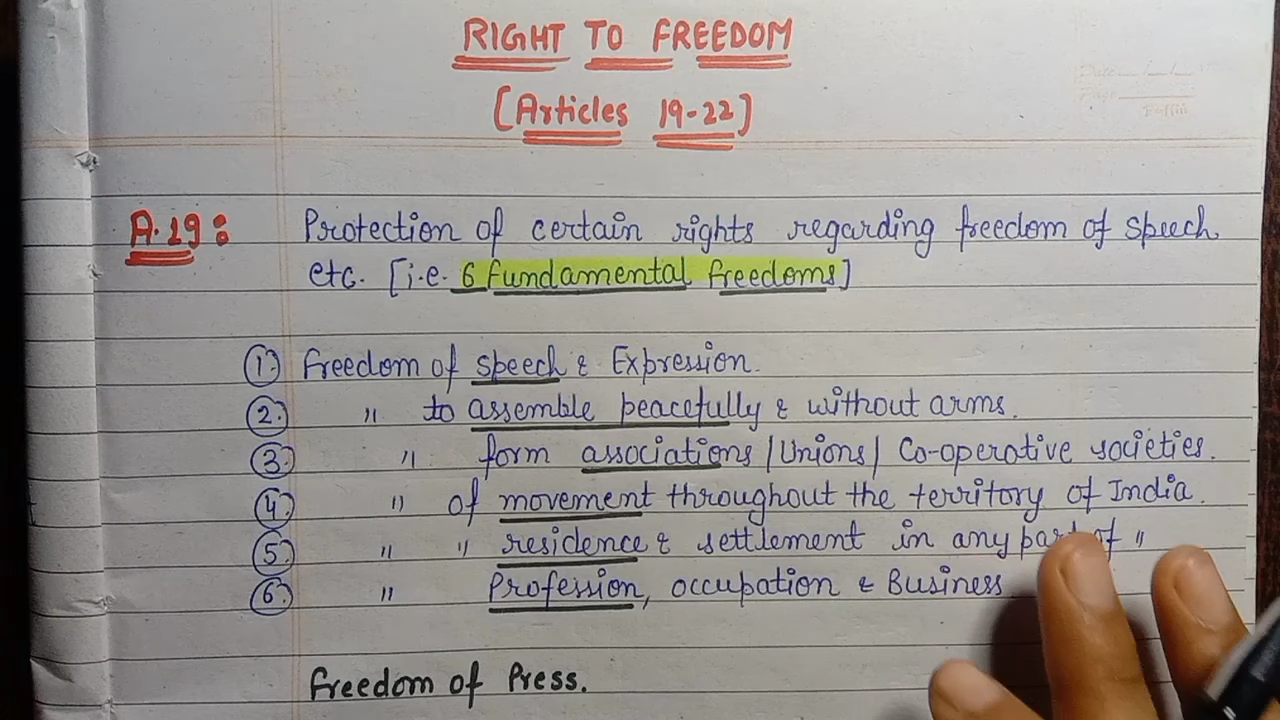 RIGHT TO FREEDOM
[Articles 19-22]
Date
Page
A.19: Protection of certain rights regarding freedom of speech
etc. [i.e. 6 fundamental freedoms]
1. Freedom of speech & Expression.
2. " to assemble peacefully & without arms.
3. " form associations/Unions/ Co-operative societies.
4. " of movement throughout the territory of India.
5. " " residence & settlement in any part of "
6. " Profession, occupation & Business
freedom of Press.